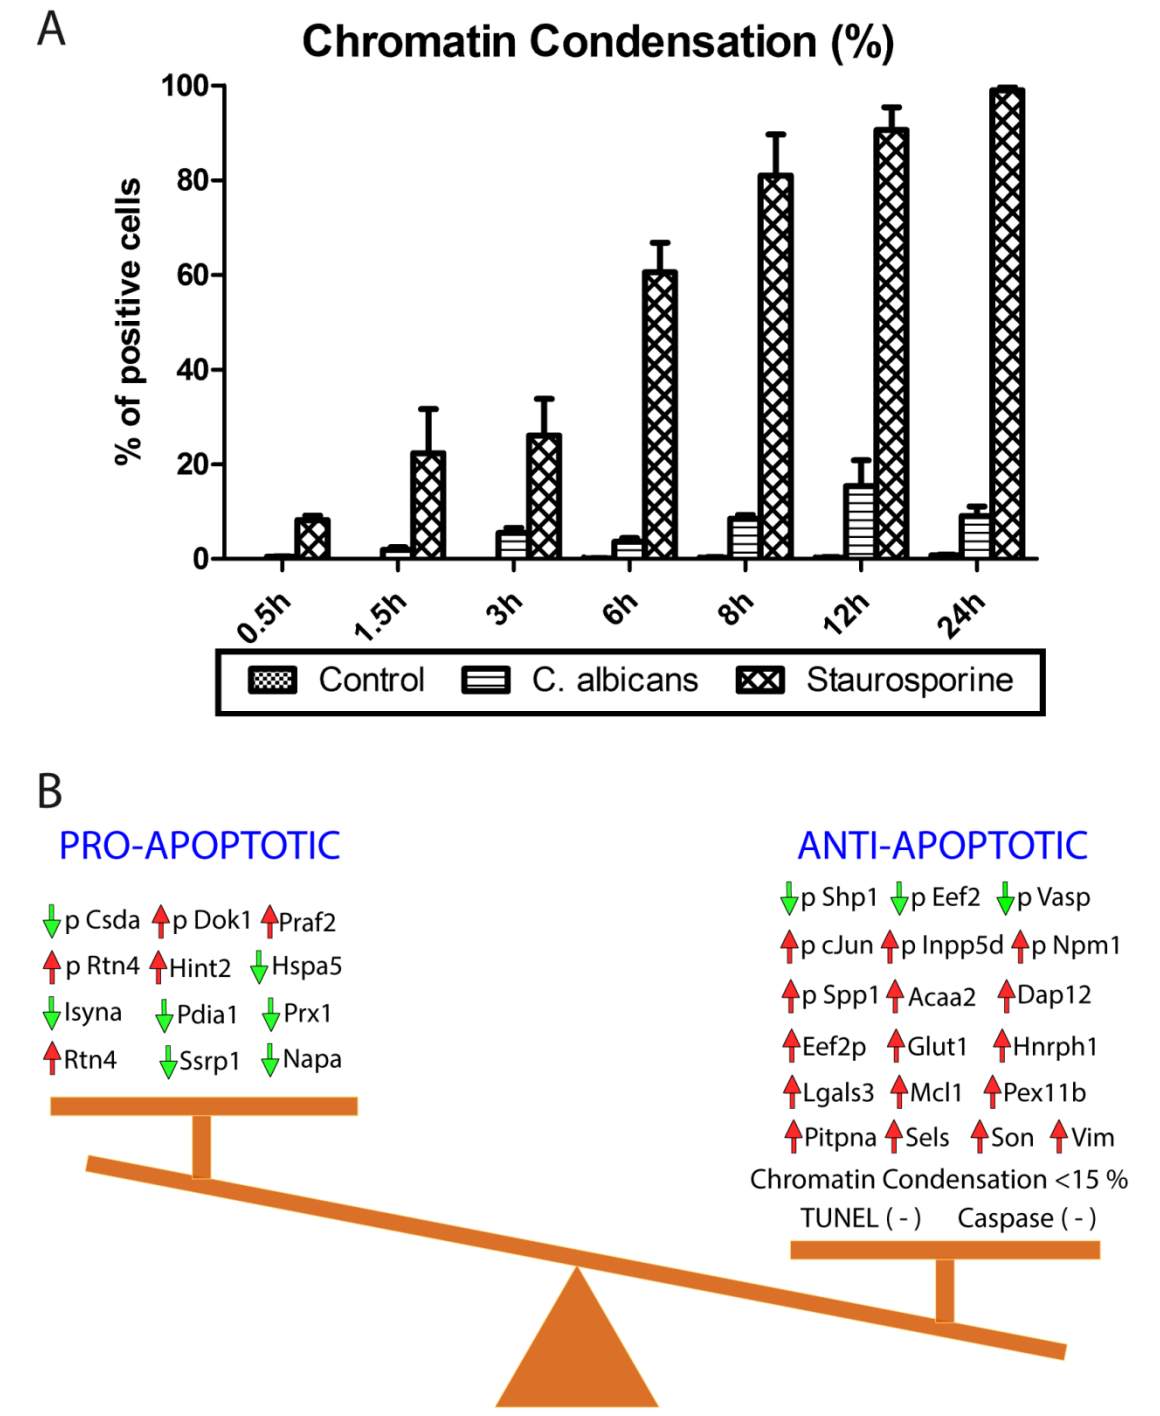 A
Chromatin Condensation (%)
% of positive cells
100
80
60
40
20
0
0.5h 1.5h 3h 6h 8h 12h 24h
Control C. albicans Staurosporine
B
PRO-APOPTOTIC
p Csda p Dok1 Praf2
p Rtn4 Hint2 Hspa5
Isyna Pdia1 Prx1
Rtn4 Ssrp1 Napa
ANTI-APOPTOTIC
p Shp1 p Eef2 p Vasp
p cJun p Inpp5d p Npm1
p Spp1 Acaa2 Dap12
Eef2p Glut1 Hnrph1
Lgals3 Mcl1 Pex11b
Pitpna Sels Son Vim
Chromatin Condensation <15 %
TUNEL ( - ) Caspase ( - )